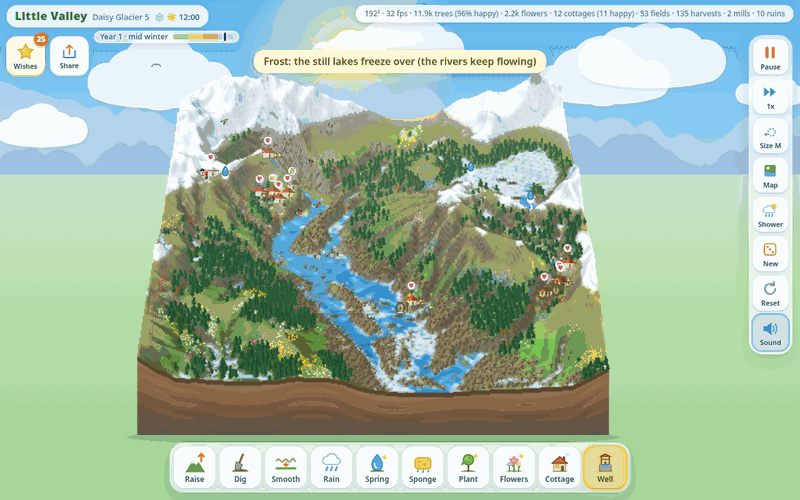 Little Valley Daisy Glacier 5 12:00
192² · 32 fps · 11.9k trees (96% happy) · 2.2k flowers · 12 cottages (11 happy) · 53 fields · 135 harvests · 2 mills · 10 ruins
Year 1 · mid winter
25
Wishes
Share
Frost: the still lakes freeze over (the rivers keep flowing)
Pause
1x
Size M
Map
Shower
New
Reset
Sound
Raise
Dig
Smooth
Rain
Spring
Sponge
Plant
Flowers
Cottage
Well